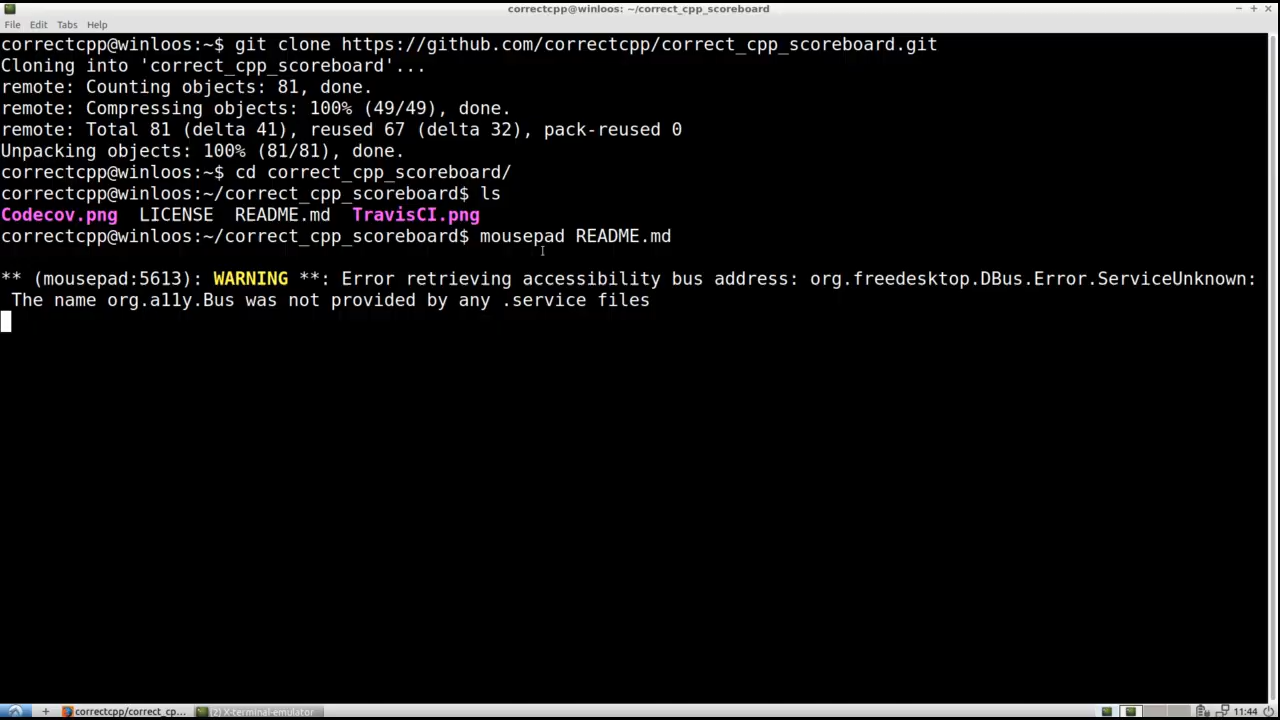 correctcpp@winloos: ~/correct_cpp_scoreboard
File Edit Tabs Help
correctcpp@winloos:~$ git clone https://github.com/correctcpp/correct_cpp_scoreboard.git
Cloning into 'correct_cpp_scoreboard'...
remote: Counting objects: 81, done.
remote: Compressing objects: 100% (49/49), done.
remote: Total 81 (delta 41), reused 67 (delta 32), pack-reused 0
Unpacking objects: 100% (81/81), done.
correctcpp@winloos:~$ cd correct_cpp_scoreboard/
correctcpp@winloos:~/correct_cpp_scoreboard$ ls
Codecov.png  LICENSE  README.md  TravisCI.png
correctcpp@winloos:~/correct_cpp_scoreboard$ mousepad README.md
** (mousepad:5613): WARNING **: Error retrieving accessibility bus address: org.freedesktop.DBus.Error.ServiceUnknown:
 The name org.a11y.Bus was not provided by any .service files
correctcpp/correct_cp... (2) X-terminal-emulator 11:44